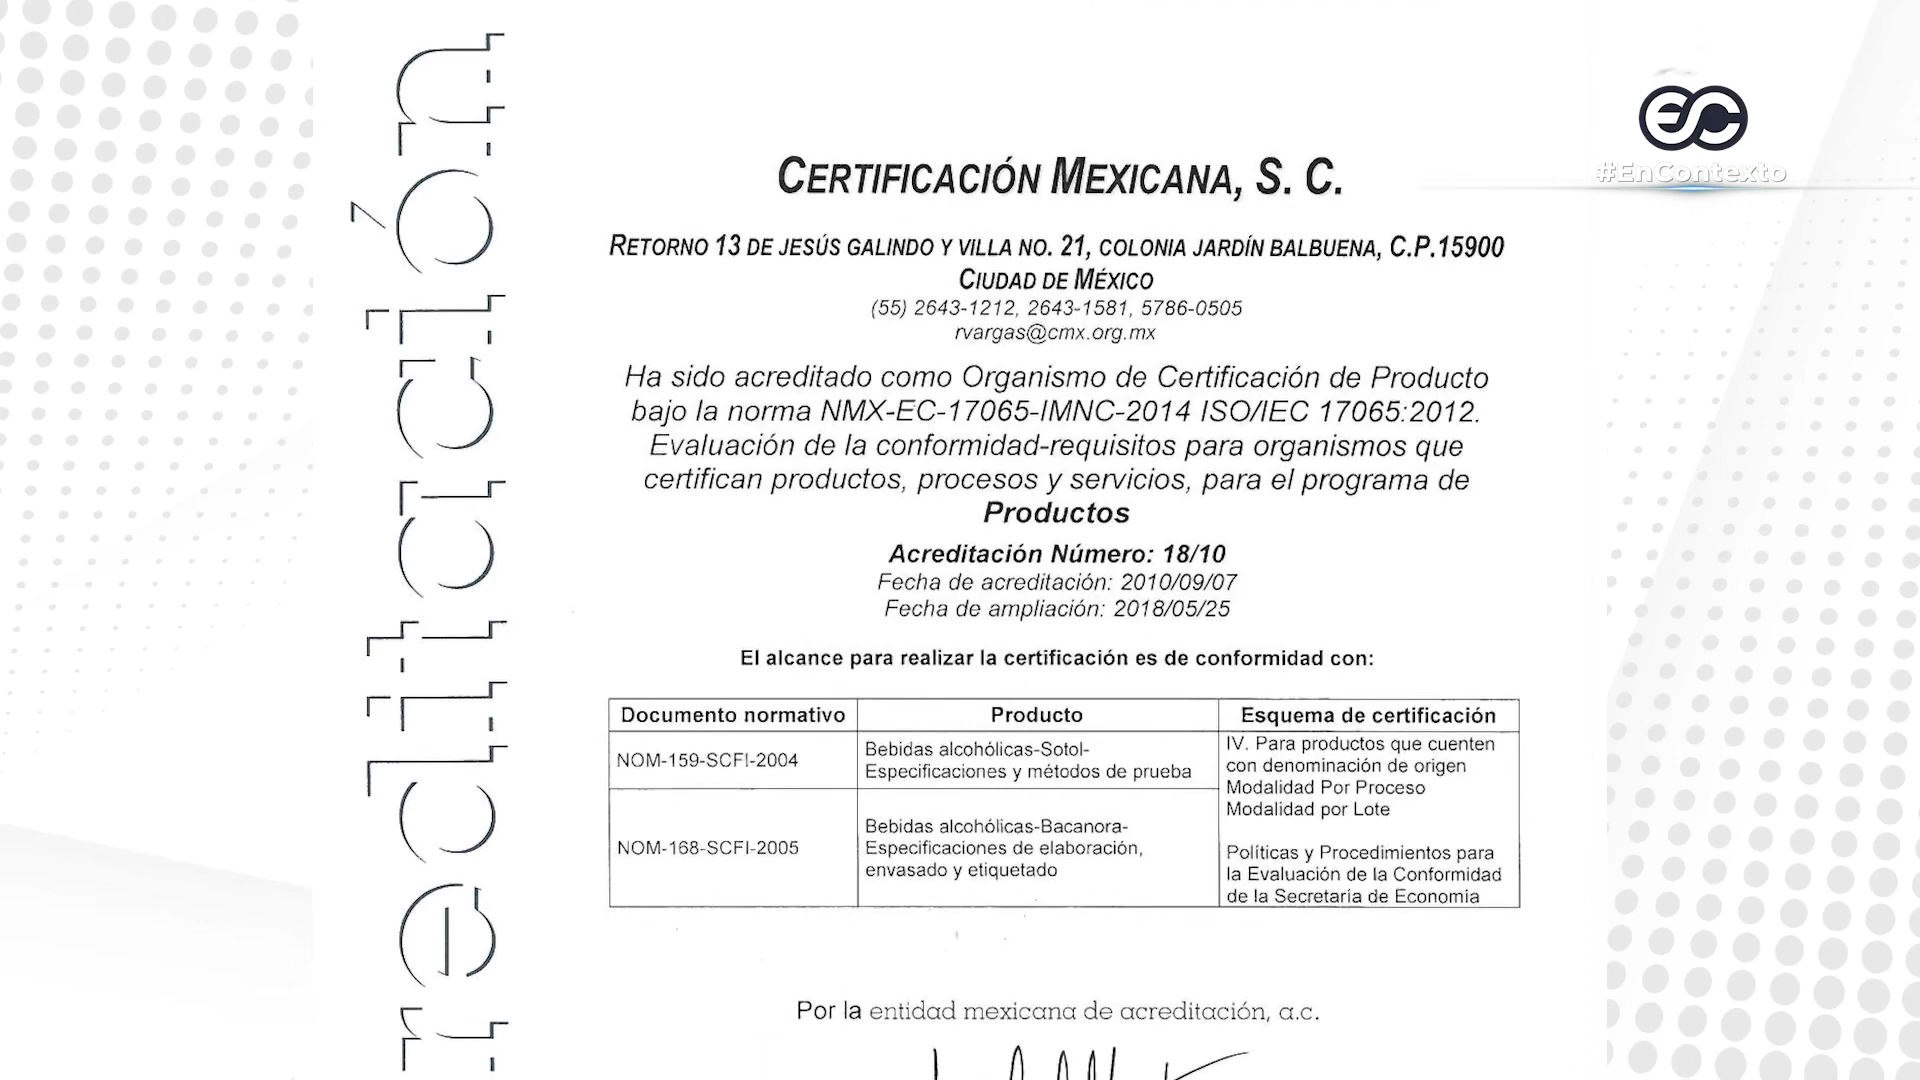 reditación
EC
#EnContexto
CERTIFICACIÓN MEXICANA, S. C.
RETORNO 13 DE JESÚS GALINDO Y VILLA NO. 21, COLONIA JARDÍN BALBUENA, C.P.15900
CIUDAD DE MÉXICO
(55) 2643-1212, 2643-1581, 5786-0505
rvargas@cmx.org.mx
Ha sido acreditado como Organismo de Certificación de Producto
bajo la norma NMX-EC-17065-IMNC-2014 ISO/IEC 17065:2012.
Evaluación de la conformidad-requisitos para organismos que
certifican productos, procesos y servicios, para el programa de
Productos
Acreditación Número: 18/10
Fecha de acreditación: 2010/09/07
Fecha de ampliación: 2018/05/25
El alcance para realizar la certificación es de conformidad con:
Documento normativo Producto Esquema de certificación
NOM-159-SCFI-2004
Bebidas alcohólicas-Sotol-
Especificaciones y métodos de prueba
IV. Para productos que cuenten
con denominación de origen
Modalidad Por Proceso
Modalidad por Lote
NOM-168-SCFI-2005
Bebidas alcohólicas-Bacanora-
Especificaciones de elaboración,
envasado y etiquetado
Políticas y Procedimientos para
la Evaluación de la Conformidad
de la Secretaría de Economía
Por la entidad mexicana de acreditación, a.c.